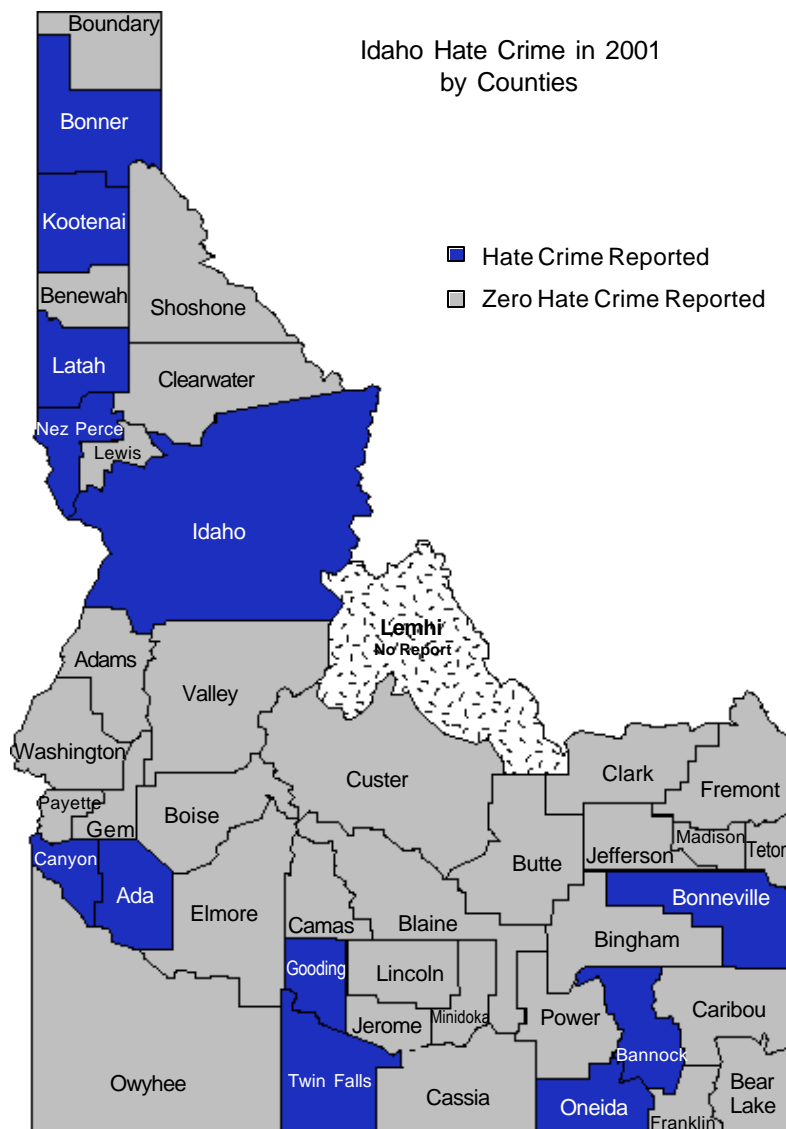 Boundary
Idaho Hate Crime in 2001
by Counties
Bonner
Kootenai
Hate Crime Reported
Benewah
Zero Hate Crime Reported
Shoshone
Latah
Clearwater
Nez Perce
Lewis
Idaho
Lemhi
No Report
Adams
Valley
Washington
Custer
Clark
Fremont
Payette
Boise
Gem
Madison
Canyon
Butte
Jefferson
Teton
Ada
Bonneville
Elmore
Camas
Blaine
Bingham
Gooding
Lincoln
Caribou
Jerome
Minidoka
Power
Bannock
Owyhee
Twin Falls
Cassia
Oneida
Bear
Lake
Franklin